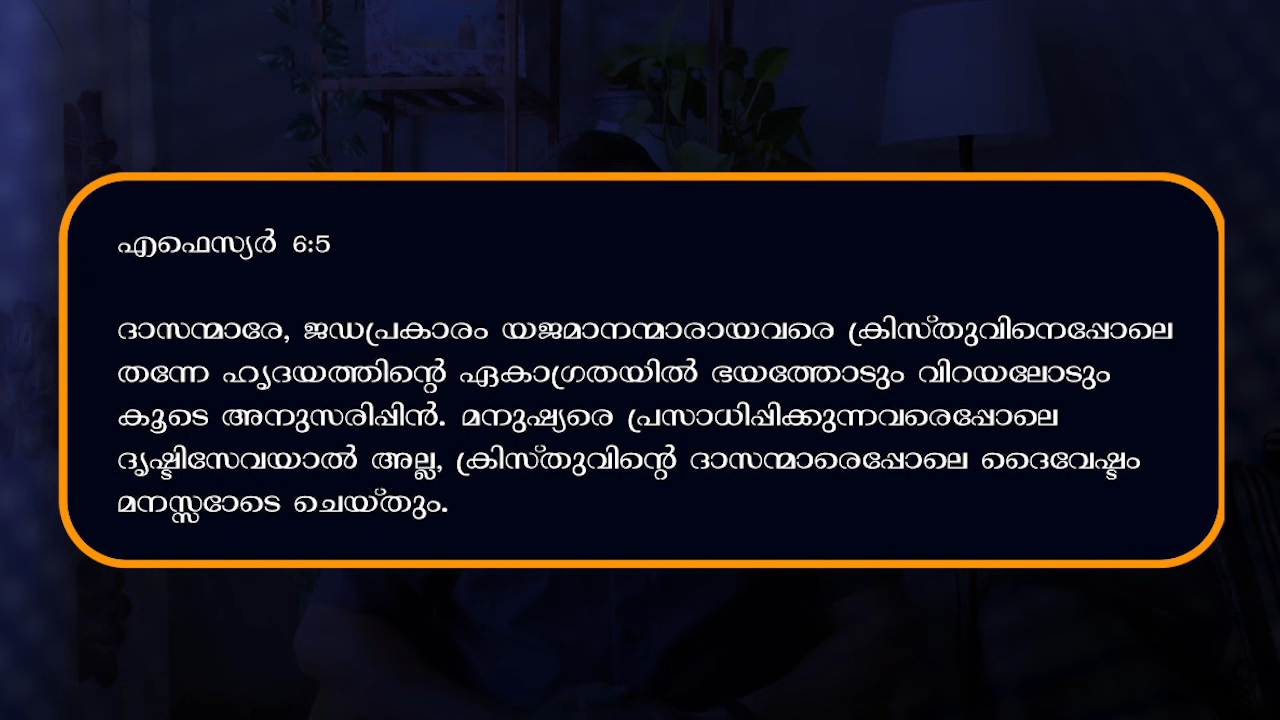 എഫെസ്യർ 6:5
ദാസന്മാരേ, ജഡപ്രകാരം യജമാനന്മാരായവരെ ക്രിസ്തുവിനെപ്പോലെ
തന്നേ ഹൃദയത്തിന്റെ ഏകാഗ്രതയിൽ ഭയത്തോടും വിറയലോടും
കൂടെ അനുസരിപ്പിൻ. മനുഷ്യരെ പ്രസാധിപ്പിക്കുന്നവരെപ്പോലെ
ദൃഷ്ടിസേവയാൽ അല്ല, ക്രിസ്തുവിന്റെ ദാസന്മാരെപ്പോലെ ദൈവേഷ്ടം
മനസ്സോടെ ചെയ്തും.